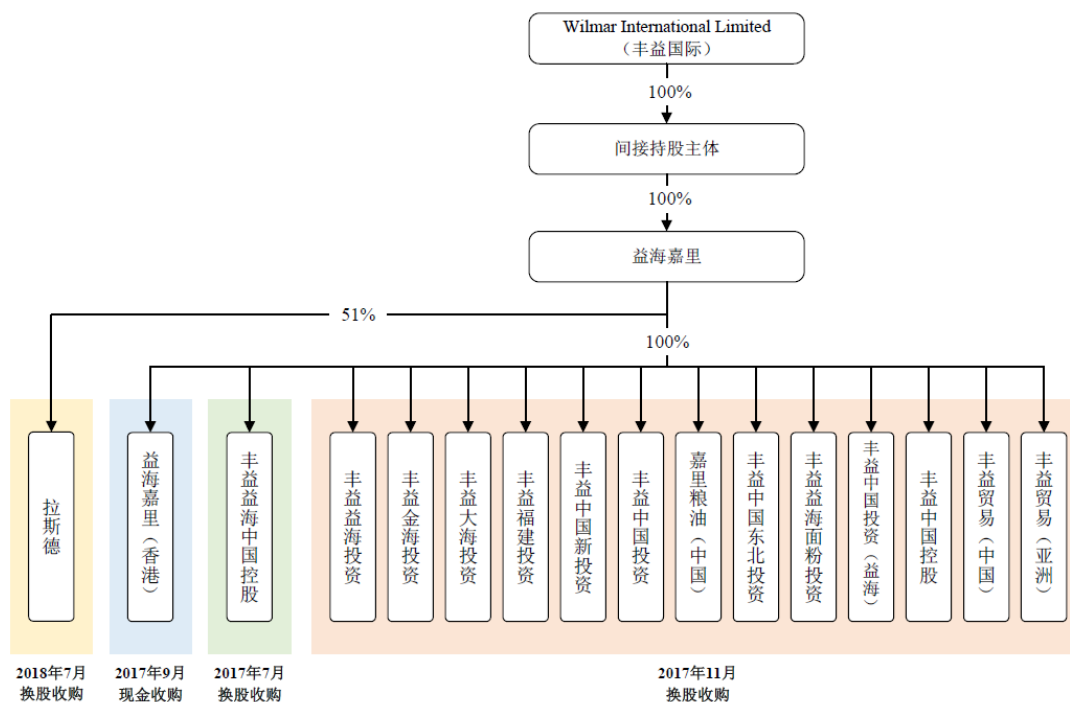 Wilmar International Limited
（丰益国际）
100%
间接持股主体
100%
益海嘉里
51%
100%
拉斯德
益海嘉里（香港）
丰益益海中国控股
丰益益海投资
丰益金海投资
丰益大海投资
丰益福建投资
丰益中国新投资
丰益中国投资
嘉里粮油（中国）
丰益中国东北投资
丰益益海面粉投资
丰益中国投资（益海）
丰益中国控股
丰益贸易（中国）
丰益贸易（亚洲）
2018年7月
换股收购
2017年9月
现金收购
2017年7月
换股收购
2017年11月
换股收购